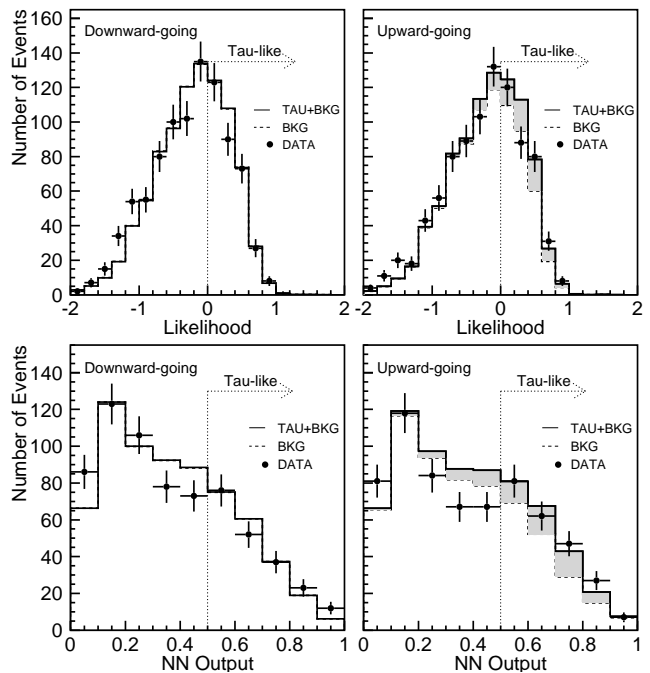 Downward-going
Tau-like
TAU+BKG
BKG
DATA
Number of Events
160
140
120
100
80
60
40
20
0
-2
-1
0
1
2
Likelihood
Upward-going
Tau-like
TAU+BKG
BKG
DATA
-2
-1
0
1
2
Likelihood
Downward-going
Tau-like
TAU+BKG
BKG
DATA
Number of Events
140
120
100
80
60
40
20
0
0
0.2
0.4
0.6
0.8
1
NN Output
Upward-going
Tau-like
TAU+BKG
BKG
DATA
0
0.2
0.4
0.6
0.8
1
NN Output